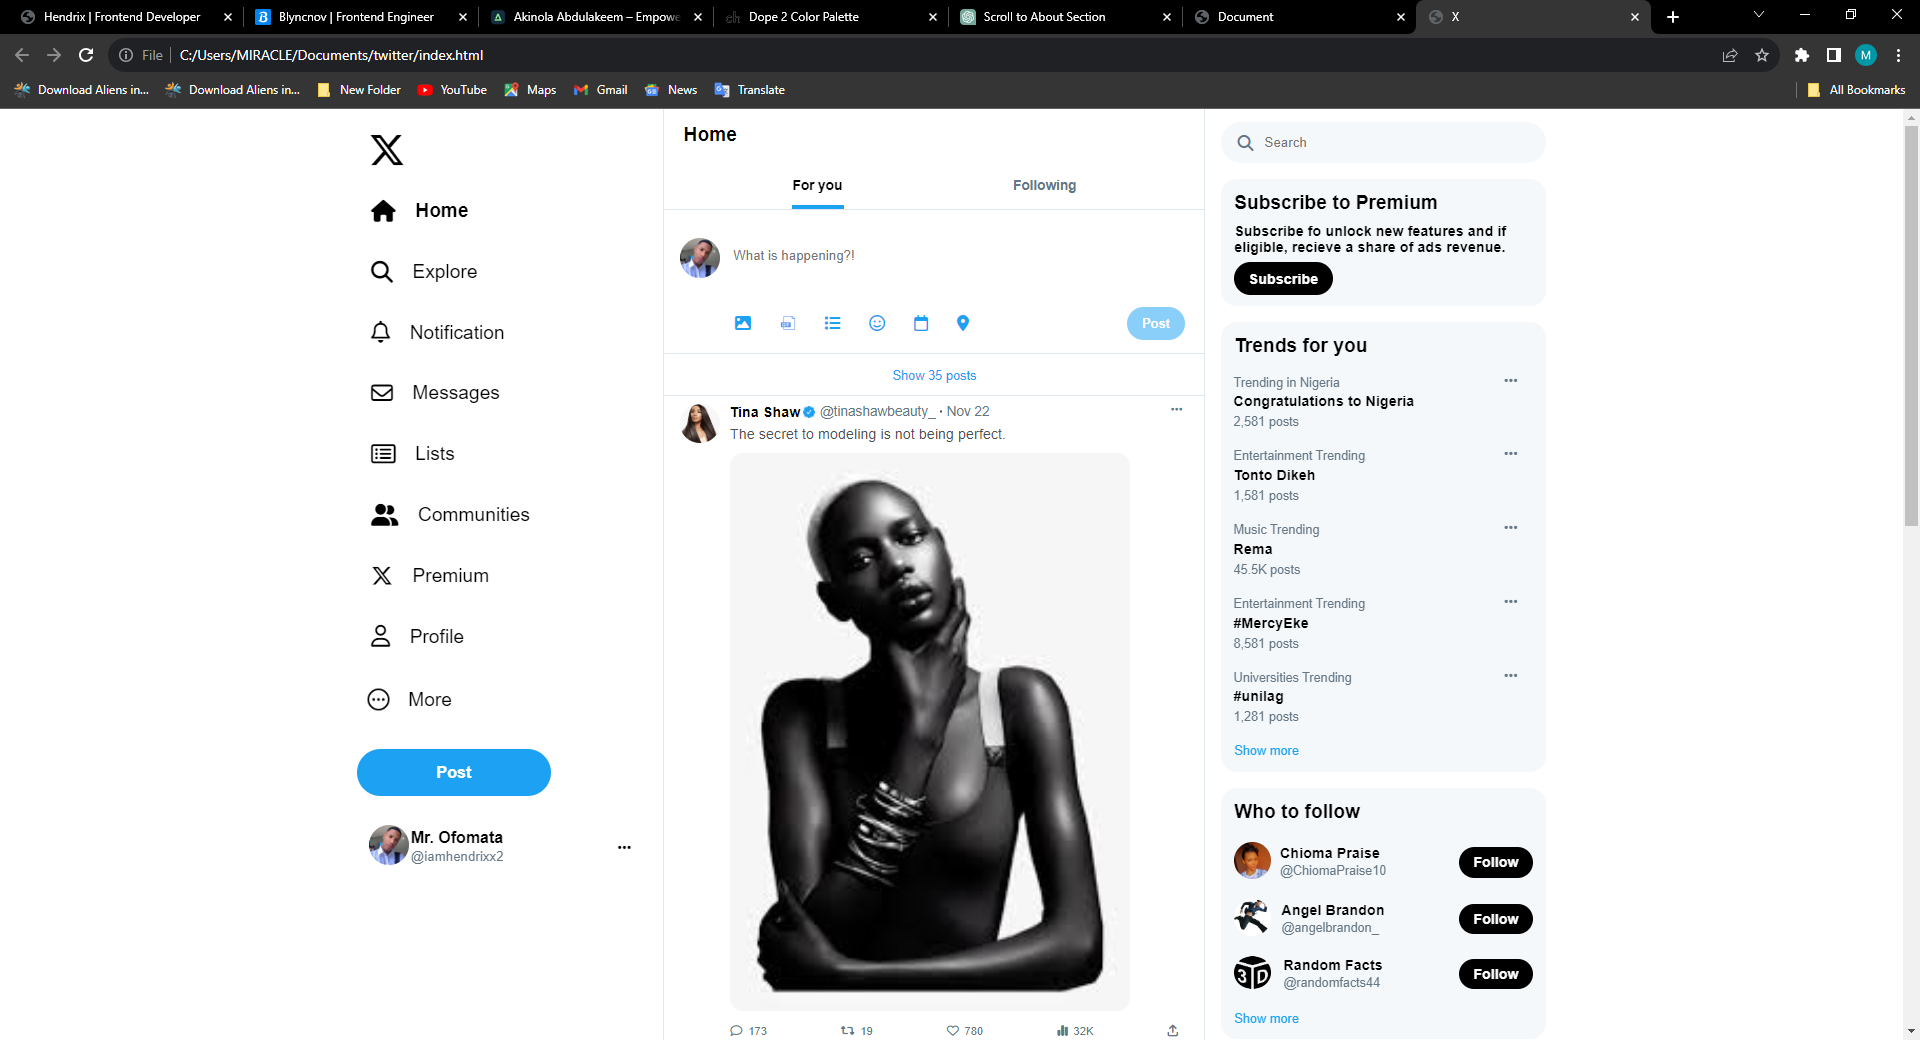 Hendrix | Frontend Developer
Blyncnov | Frontend Engineer
Akinola Abdulakeem – Empowe
Dope 2 Color Palette
Scroll to About Section
Document
X
File
C:/Users/MIRACLE/Documents/twitter/index.html
M
Download Aliens in...
Download Aliens in...
New Folder
YouTube
Maps
Gmail
News
Translate
All Bookmarks
Home
Explore
Notification
Messages
Lists
Communities
Premium
Profile
More
Post
Mr. Ofomata
@iamhendrixx2
Home
For you
Following
What is happening?!
Post
Show 35 posts
Tina Shaw @tinashawbeauty_ · Nov 22
The secret to modeling is not being perfect.
173
19
780
32K
Search
Subscribe to Premium
Subscribe fo unlock new features and if
eligible, recieve a share of ads revenue.
Subscribe
Trends for you
Trending in Nigeria
Congratulations to Nigeria
2,581 posts
Entertainment Trending
Tonto Dikeh
1,581 posts
Music Trending
Rema
45.5K posts
Entertainment Trending
#MercyEke
8,581 posts
Universities Trending
#unilag
1,281 posts
Show more
Who to follow
Chioma Praise
@ChiomaPraise10
Follow
Angel Brandon
@angelbrandon_
Follow
3D
Random Facts
@randomfacts44
Follow
Show more